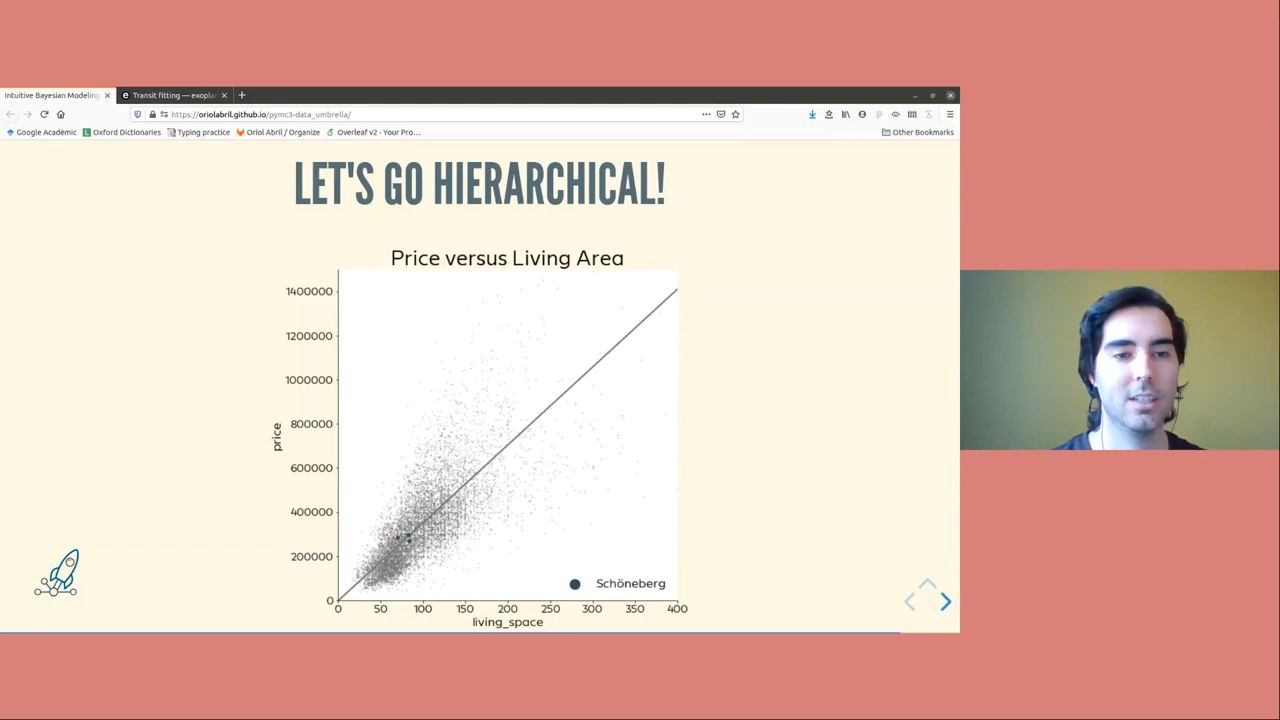 Intuitive Bayesian Modeling
Transit fitting — exopla
https://oriolabril.github.io/pymc3-data_umbrella/
Google Acadèmic
Oxford Dictionaries
Typing practice
Oriol Abril / Organize
Overleaf v2 - Your Pro...
Other Bookmarks
LET'S GO HIERARCHICAL!
Price versus Living Area
1400000
1200000
1000000
800000
600000
400000
200000
0
price
0 50 100 150 200 250 300 350 400
living_space
Schöneberg